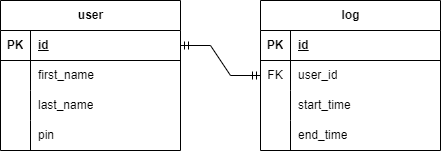 user
PK id
first_name
last_name
pin
log
PK id
FK user_id
start_time
end_time